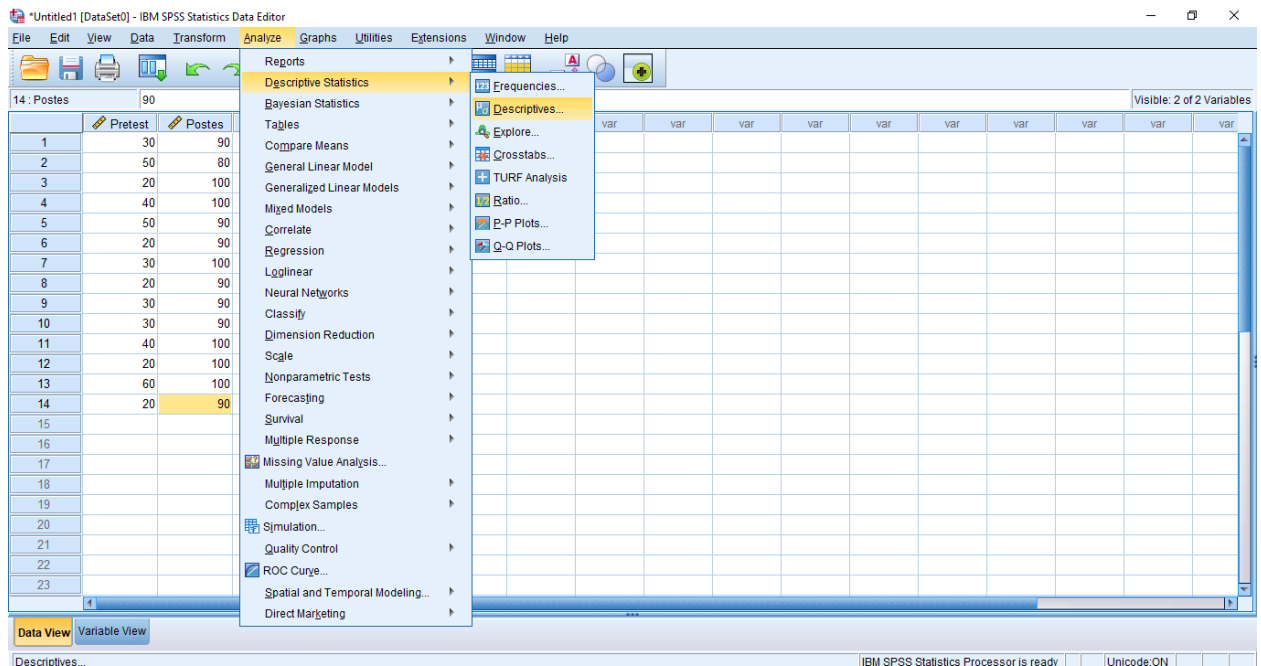 *Untitled1 [DataSet0] - IBM SPSS Statistics Data Editor
File Edit View Data Transform Analyze Graphs Utilities Extensions Window Help
14 : Postes 90 Visible: 2 of 2 Variables
Pretest Postes var var var var var var var var var var
1 30 90
2 50 80
3 20 100
4 40 100
5 50 90
6 20 90
7 30 100
8 20 90
9 30 90
10 30 90
11 40 100
12 20 100
13 60 100
14 20 90
15
16
17
18
19
20
21
22
23
Reports
Descriptive Statistics
Bayesian Statistics
Tables
Compare Means
General Linear Model
Generalized Linear Models
Mixed Models
Correlate
Regression
Loglinear
Neural Networks
Classify
Dimension Reduction
Scale
Nonparametric Tests
Forecasting
Survival
Multiple Response
Missing Value Analysis...
Multiple Imputation
Complex Samples
Simulation...
Quality Control
ROC Curve...
Spatial and Temporal Modeling...
Direct Marketing
Frequencies...
Descriptives...
Explore...
Crosstabs...
TURF Analysis
Ratio...
P-P Plots...
Q-Q Plots...
Data View Variable View
Descriptives... IBM SPSS Statistics Processor is ready Unicode:ON